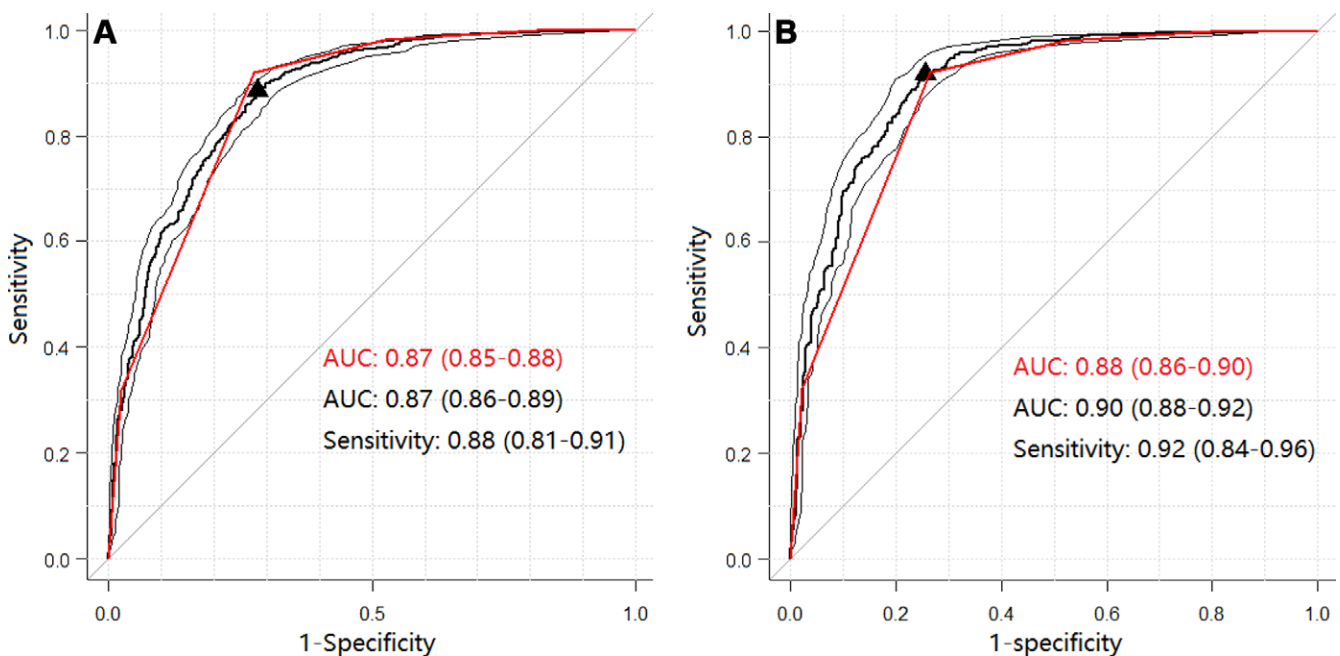 A
1.0
0.8
0.6
0.4
0.2
0.0
Sensitivity
AUC: 0.87 (0.85-0.88)
AUC: 0.87 (0.86-0.89)
Sensitivity: 0.88 (0.81-0.91)
0.0 0.5 1.0
1-Specificity
B
1.0
0.8
0.6
0.4
0.2
0.0
Sensitivity
AUC: 0.88 (0.86-0.90)
AUC: 0.90 (0.88-0.92)
Sensitivity: 0.92 (0.84-0.96)
0.0 0.2 0.4 0.6 0.8 1.0
1-specificity